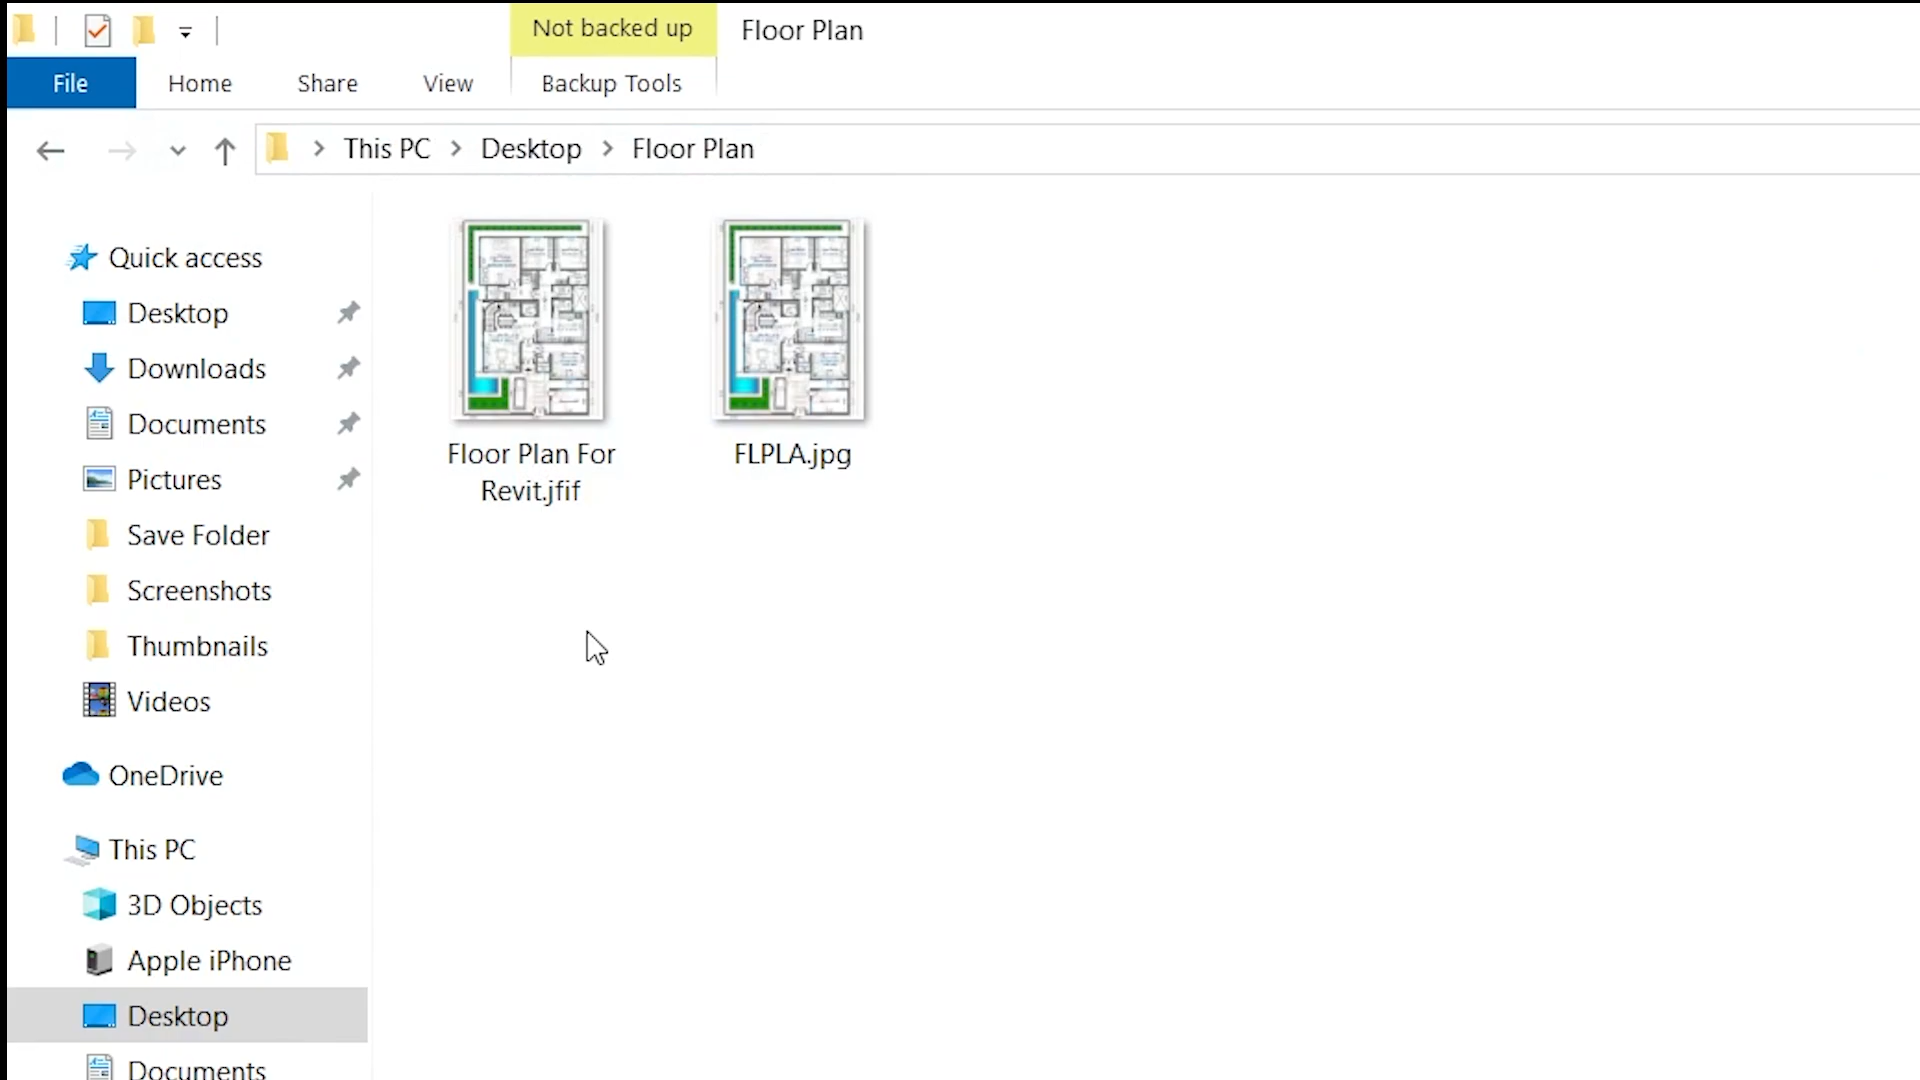 Not backed up
Floor Plan
File
Home
Share
View
Backup Tools
This PC
Desktop
Floor Plan
Quick access
Desktop
Downloads
Documents
Pictures
Save Folder
Screenshots
Thumbnails
Videos
OneDrive
This PC
3D Objects
Apple iPhone
Desktop
Documents
Floor Plan For
Revit.jfif
FLPLA.jpg